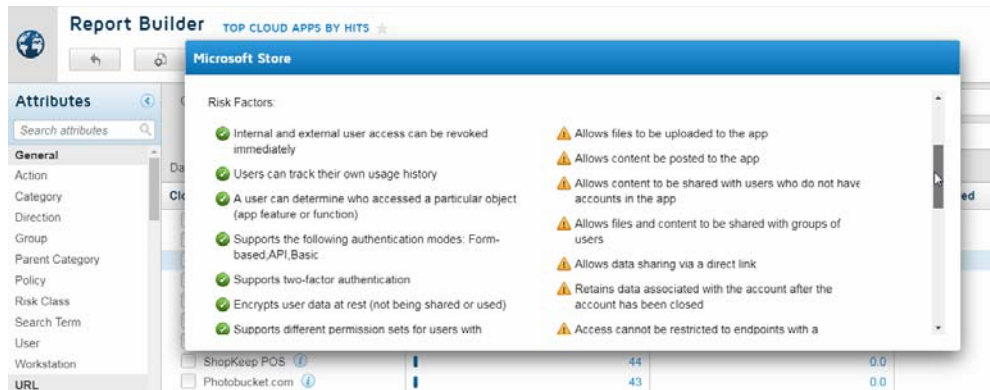 Report Builder TOP CLOUD APPS BY HITS
Microsoft Store
Attributes
Search attributes
General
Action
Category
Direction
Group
Parent Category
Policy
Risk Class
Search Term
User
Workstation
URL
Risk Factors:
Internal and external user access can be revoked
immediately
Users can track their own usage history
A user can determine who accessed a particular object
(app feature or function)
Supports the following authentication modes: Form-
based,API,Basic
Supports two-factor authentication
Encrypts user data at rest (not being shared or used)
Supports different permission sets for users with
Allows files to be uploaded to the app
Allows content be posted to the app
Allows content to be shared with users who do not have
accounts in the app
Allows files and content to be shared with groups of
users
Allows data sharing via a direct link
Retains data associated with the account after the
account has been closed
Access cannot be restricted to endpoints with a
Da
Clo
ed
ShopKeep POS 44 0.0
Photobucket.com 43 0.0